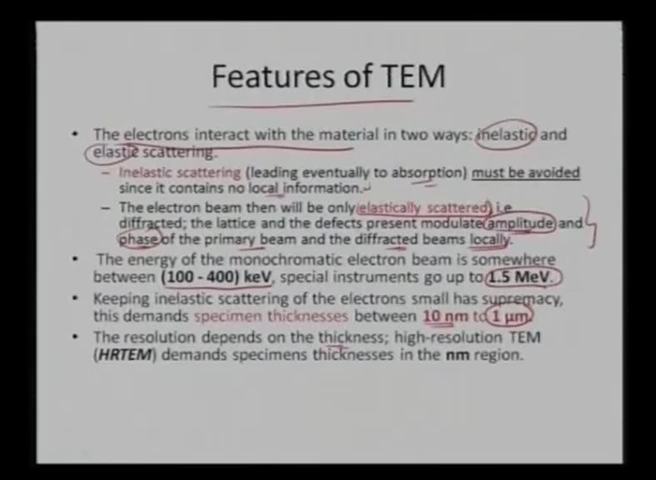 Features of TEM
• The electrons interact with the material in two ways: inelastic and
elastic scattering.
– Inelastic scattering (leading eventually to absorption) must be avoided
since it contains no local information.
– The electron beam then will be only elastically scattered, i.e
diffracted; the lattice and the defects present modulate amplitude and
phase of the primary beam and the diffracted beams locally.
• The energy of the monochromatic electron beam is somewhere
between (100 - 400) keV, special instruments go up to 1.5 MeV.
• Keeping inelastic scattering of the electrons small has supremacy,
this demands specimen thicknesses between 10 nm to 1 µm.
• The resolution depends on the thickness; high-resolution TEM
(HRTEM) demands specimens thicknesses in the nm region.